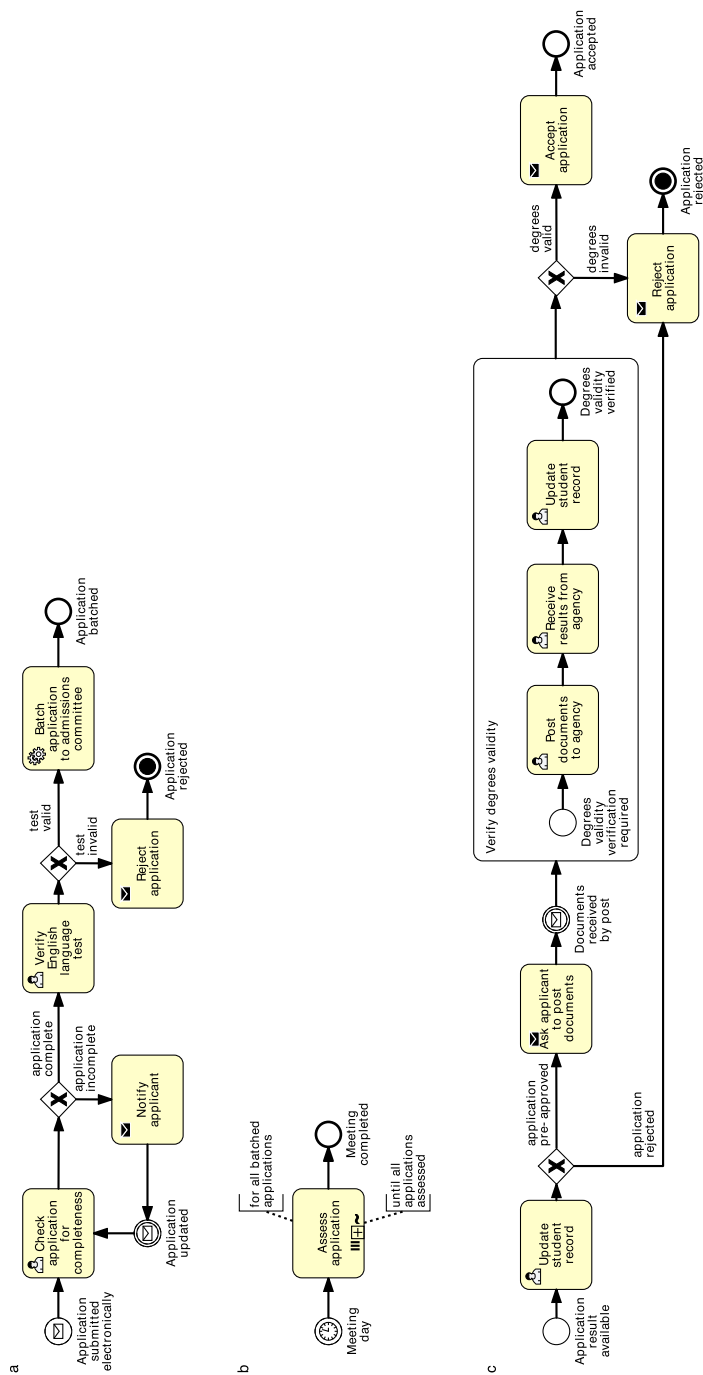 a
Application
submitted
electronically
Check
application
for
completeness
application
complete
application
incomplete
Notify
applicant
Application
updated
Verify
English
language
test
test
valid
test
invalid
Reject
application
Application
rejected
Batch
application
to admissions
committee
Application
batched
b
Meeting
day
Assess
application
for all batched
applications
until all
applications
assessed
Meeting
completed
c
Application
result
available
Update
student
record
application
pre- approved
application
rejected
Ask applicant
to post
documents
Documents
received
by post
Verify degrees validity
Degrees
validity
verification
required
Post
documents
to agency
Receive
results from
agency
Update
student
record
Degrees
validity
verified
degrees
valid
degrees
invalid
Accept
application
Application
accepted
Reject
application
Application
rejected